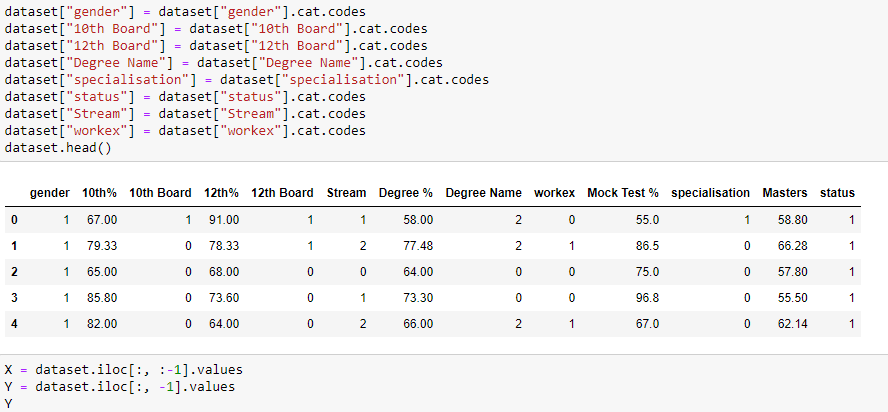 dataset["gender"] = dataset["gender"].cat.codes
dataset["10th Board"] = dataset["10th Board"].cat.codes
dataset["12th Board"] = dataset["12th Board"].cat.codes
dataset["Degree Name"] = dataset["Degree Name"].cat.codes
dataset["specialisation"] = dataset["specialisation"].cat.codes
dataset["status"] = dataset["status"].cat.codes
dataset["Stream"] = dataset["Stream"].cat.codes
dataset["workex"] = dataset["workex"].cat.codes
dataset.head()
gender 10th% 10th Board 12th% 12th Board Stream Degree % Degree Name workex Mock Test % specialisation Masters status
0 1 67.00 1 91.00 1 1 58.00 2 0 55.0 1 58.80 1
1 1 79.33 0 78.33 1 2 77.48 2 1 86.5 0 66.28 1
2 1 65.00 0 68.00 0 0 64.00 0 0 75.0 0 57.80 1
3 1 85.80 0 73.60 0 1 73.30 0 0 96.8 0 55.50 1
4 1 82.00 0 64.00 0 2 66.00 2 1 67.0 0 62.14 1
X = dataset.iloc[:, :-1].values
Y = dataset.iloc[:, -1].values
Y